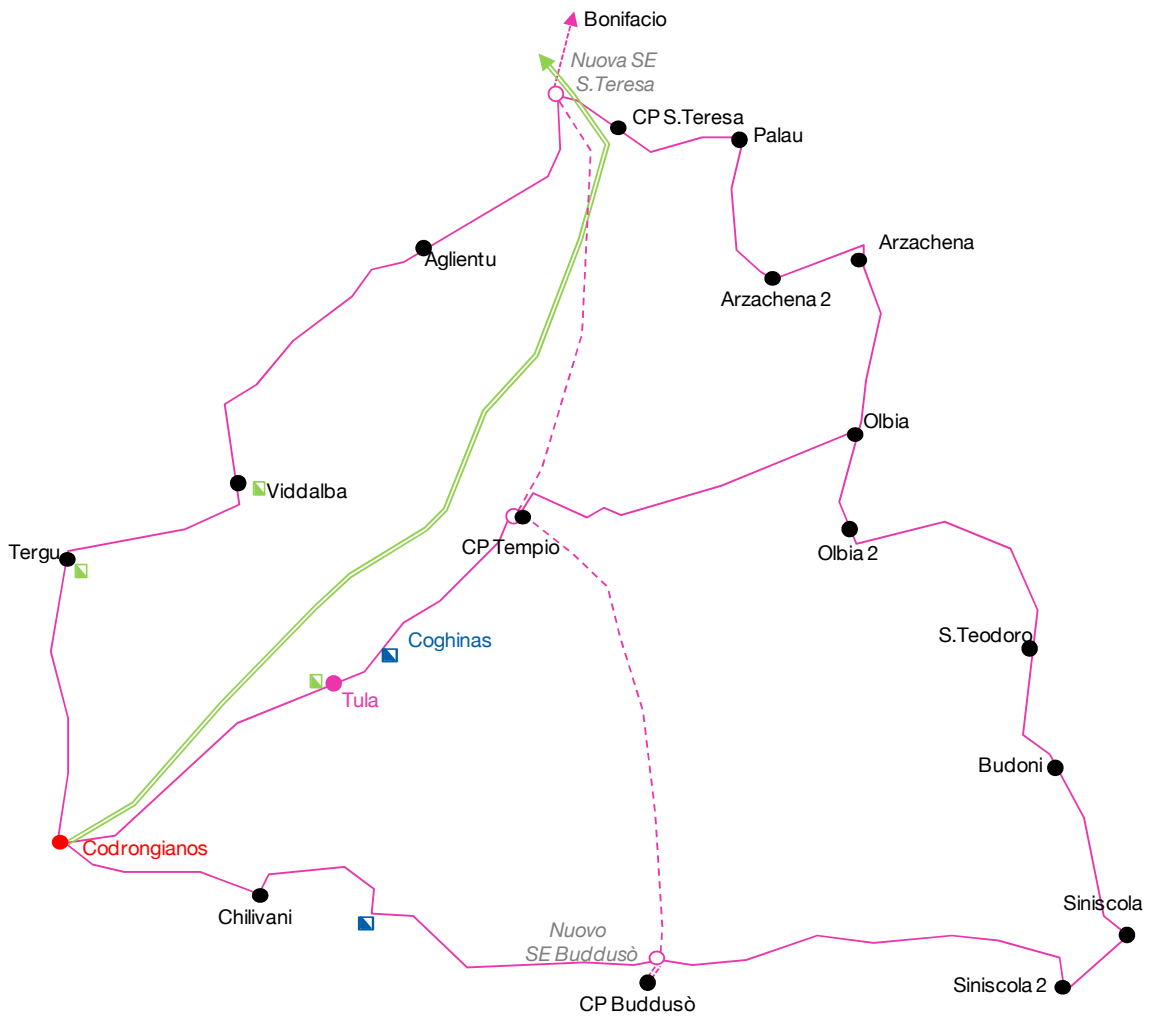 Bonifacio
Nuova SE
S.Teresa
CP S.Teresa
Palau
Arzachena
Aglientu
Arzachena 2
Olbia
Viddalba
CP Tempio
Olbia 2
Tergu
Coghinas
S.Teodoro
Tula
Budoni
Codrongianos
Siniscola
Chilivani
Nuovo
SE Buddusò
Siniscola 2
CP Buddusò